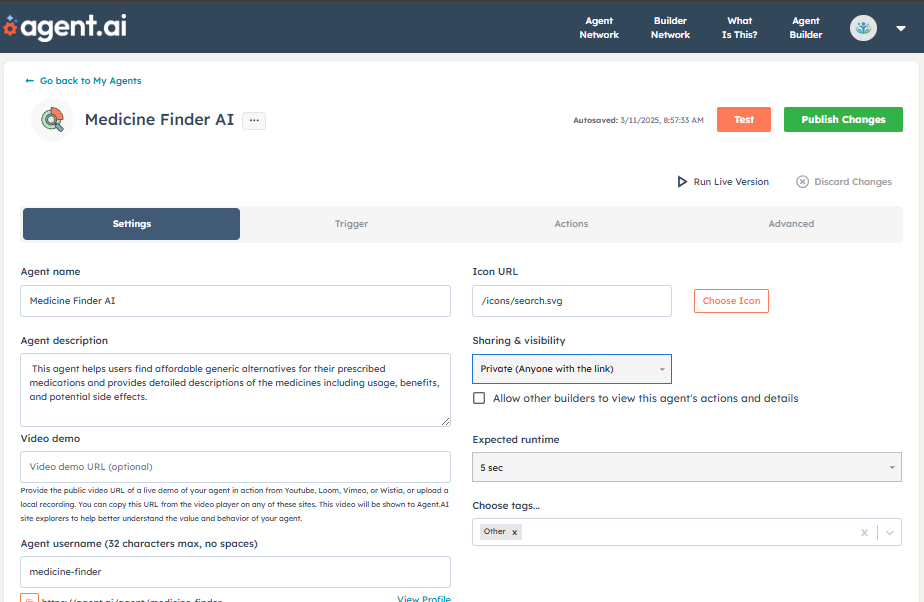 agent.ai
Agent Network
Builder Network
What Is This?
Agent Builder
← Go back to My Agents
Medicine Finder AI
...
Autosaved: 3/11/2025, 8:57:33 AM
Test
Publish Changes
Run Live Version
Discard Changes
Settings
Trigger
Actions
Advanced
Agent name
Medicine Finder AI
Icon URL
/icons/search.svg
Choose Icon
Agent description
This agent helps users find affordable generic alternatives for their prescribed
medications and provides detailed descriptions of the medicines including usage, benefits,
and potential side effects.
Sharing & visibility
Private (Anyone with the link)
Allow other builders to view this agent's actions and details
Video demo
Video demo URL (optional)
Provide the public video URL of a live demo of your agent in action from Youtube, Loom, Vimeo, or Wistia, or upload a
local recording. You can copy this URL from the video player on any of these sites. This video will be shown to Agent.AI
site explorers to help better understand the value and behavior of your agent.
Expected runtime
5 sec
Choose tags...
Other x
Agent username (32 characters max, no spaces)
medicine-finder
https://agent.ai/agent/medicine-finder
View Profile